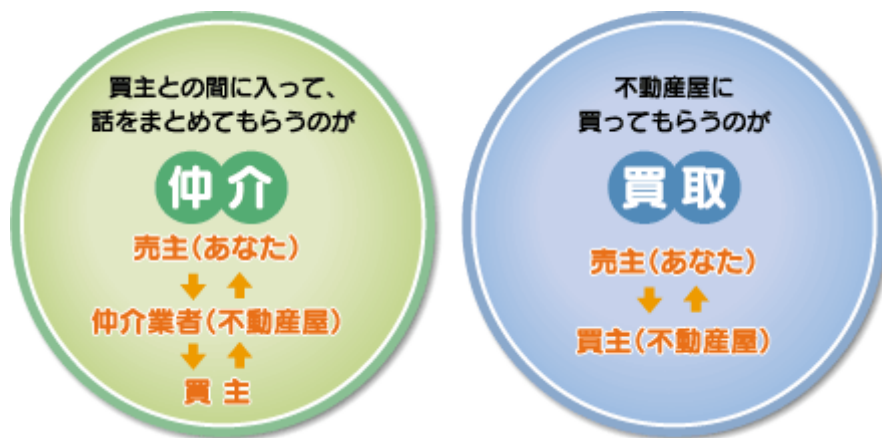 買主との間に入って、
話をまとめてもらうのが
仲介
売主(あなた)
仲介業者(不動産屋)
買主
不動産屋に
買ってもらうのが
買取
売主(あなた)
買主(不動産屋)